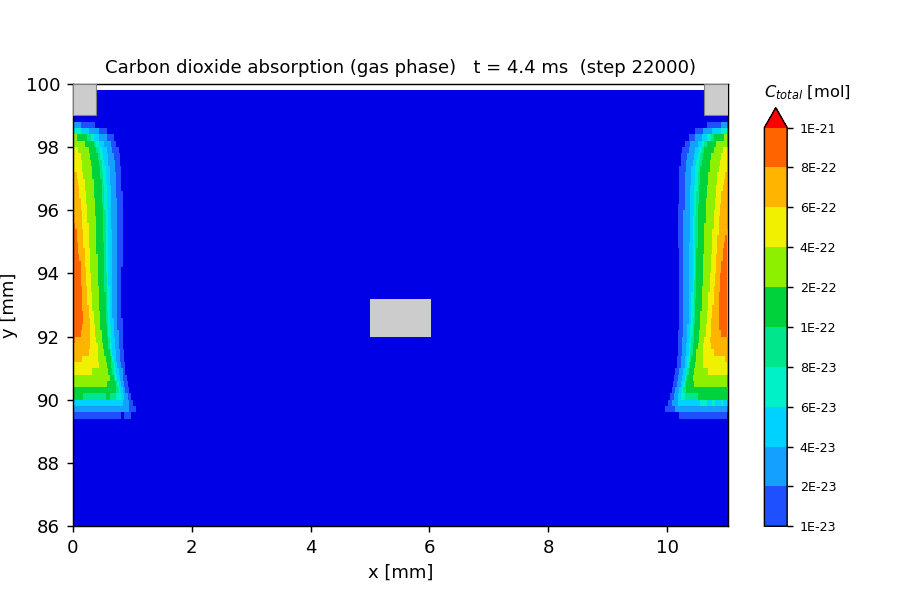 Carbon dioxide absorption (gas phase)   t = 4.4 ms  (step 22000)
C_total [mol]
100
98
96
94
92
90
88
86
y [mm]
0
2
4
6
8
10
x [mm]
1E-21
8E-22
6E-22
4E-22
2E-22
1E-22
8E-23
6E-23
4E-23
2E-23
1E-23